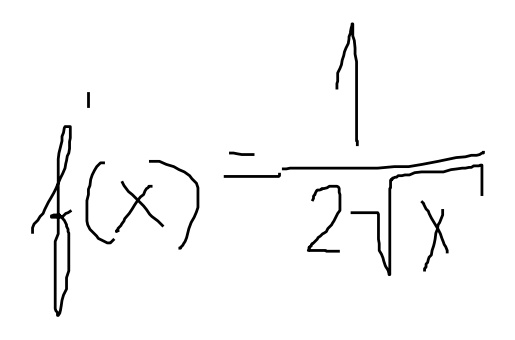 f'(x) = 1/(2√x)